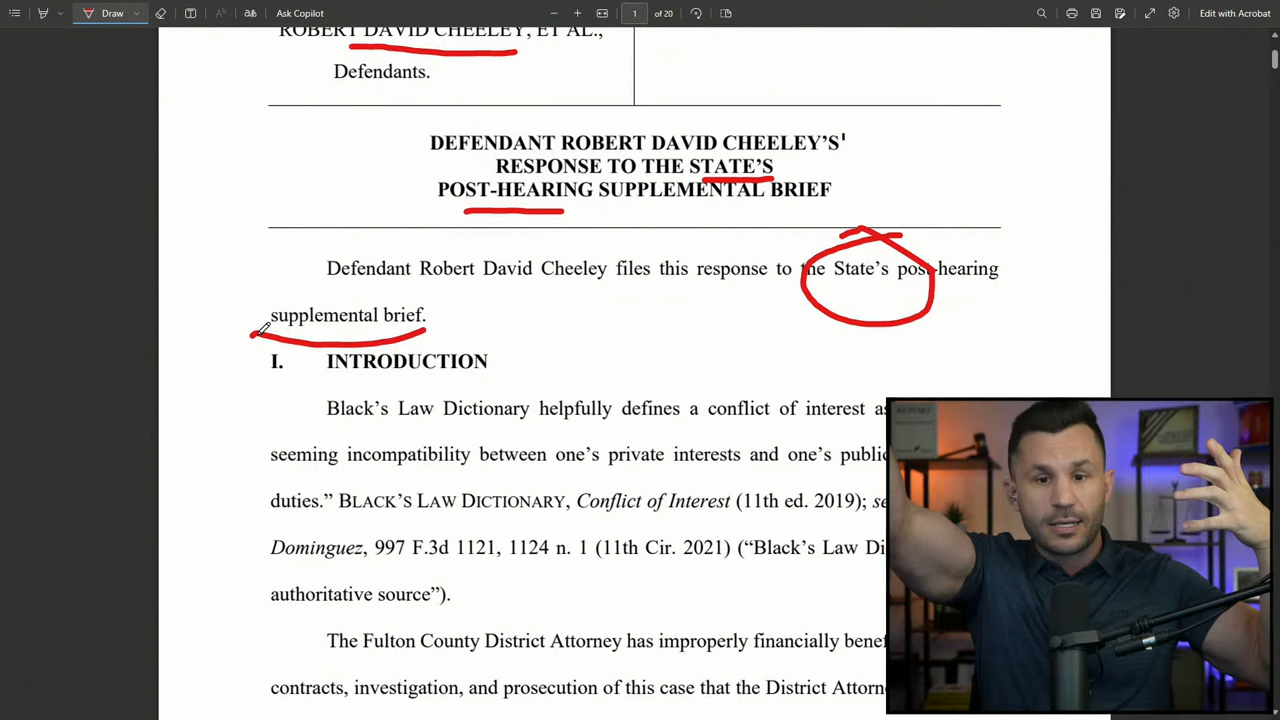 Draw
Ask Copilot
1 of 20
Edit with Acrobat
ROBERT DAVID CHEELEY, ET AL.,
Defendants.
DEFENDANT ROBERT DAVID CHEELEY’S'
RESPONSE TO THE STATE’S
POST-HEARING SUPPLEMENTAL BRIEF
Defendant Robert David Cheeley files this response to the State’s post-hearing
supplemental brief.
I. INTRODUCTION
Black’s Law Dictionary helpfully defines a conflict of interest
seeming incompatibility between one’s private interests and one’s public
duties.” BLACK’S LAW DICTIONARY, Conflict of Interest (11th ed. 2019);
Dominguez, 997 F.3d 1121, 1124 n. 1 (11th Cir. 2021) (“Black’s Law
authoritative source”).
The Fulton County District Attorney has improperly financially
contracts, investigation, and prosecution of this case that the District